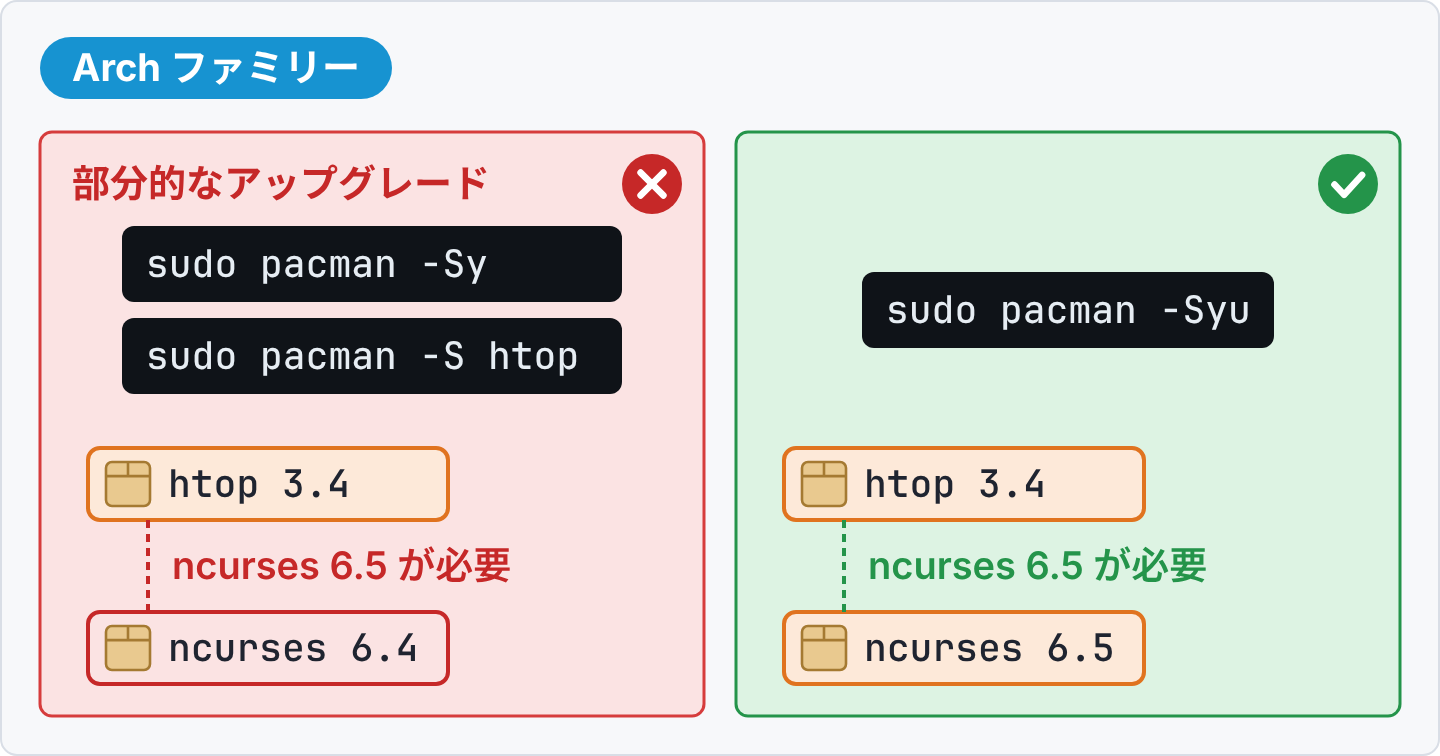 Arch ファミリー
部分的なアップグレード
sudo pacman -Sy
sudo pacman -S htop
htop 3.4
ncurses 6.5 が必要
ncurses 6.4
sudo pacman -Syu
htop 3.4
ncurses 6.5 が必要
ncurses 6.5